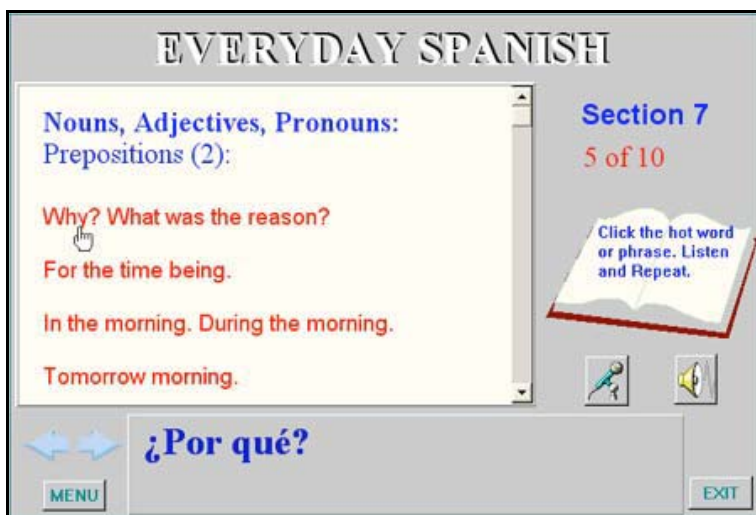 EVERYDAY SPANISH
Nouns, Adjectives, Pronouns:
Prepositions (2):
Why? What was the reason?
For the time being.
In the morning. During the morning.
Tomorrow morning.
Section 7
5 of 10
Click the hot word
or phrase. Listen
and Repeat.
¿Por qué?
MENU
EXIT